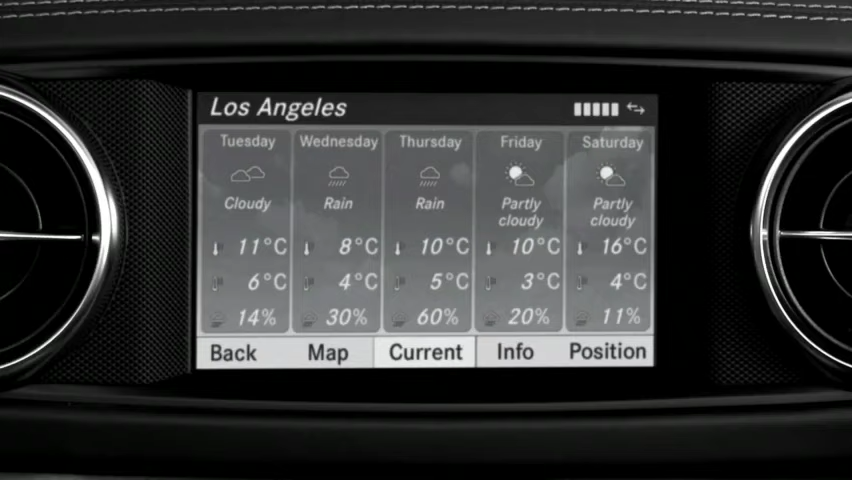 Los Angeles
Tuesday Wednesday Thursday Friday Saturday
Cloudy Rain Rain Partly cloudy Partly cloudy
11°C 8°C 10°C 10°C 16°C
6°C 4°C 5°C 3°C 4°C
14% 30% 60% 20% 11%
Back Map Current Info Position